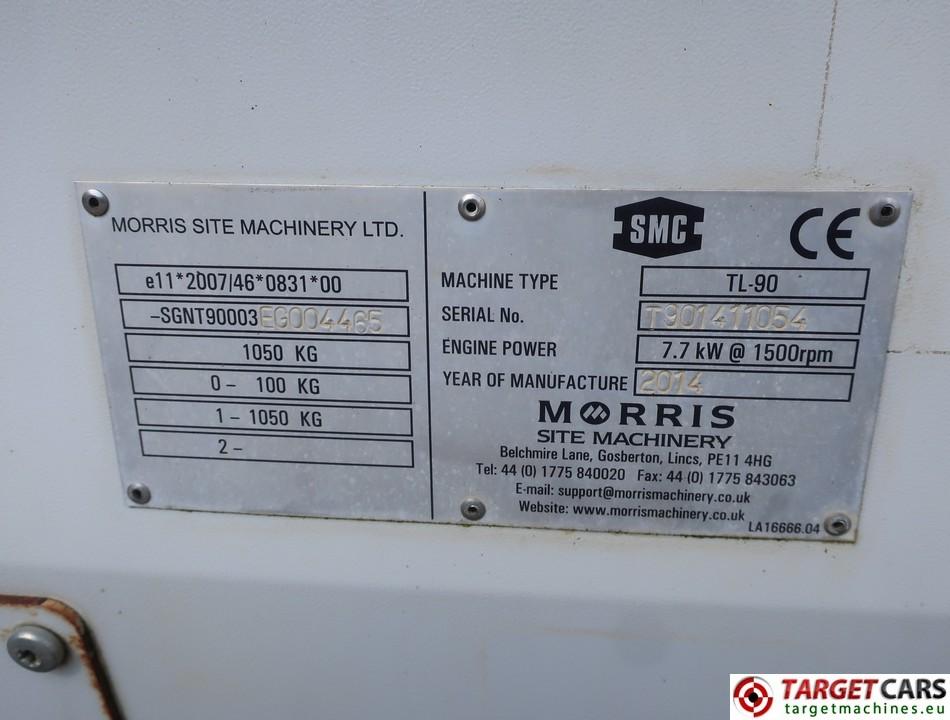 MORRIS SITE MACHINERY LTD.
e11*2007/46*0831*00
-SGNT90003EG004465
1050 KG
0- 100 KG
1- 1050 KG
2-
SMC CE
MACHINE TYPE TL-90
SERIAL No. T901411054
ENGINE POWER 7.7 kW @ 1500rpm
YEAR OF MANUFACTURE 2014
MORRIS
SITE MACHINERY
Belchmire Lane, Gosberton, Lincs, PE11 4HG
Tel: 44 (0) 1775 840020 Fax: 44 (0) 1775 843063
E-mail: support@morrismachinery.co.uk
Website: www.morrismachinery.co.uk
LA16666.04
TARGETCARS
targetmachines.eu